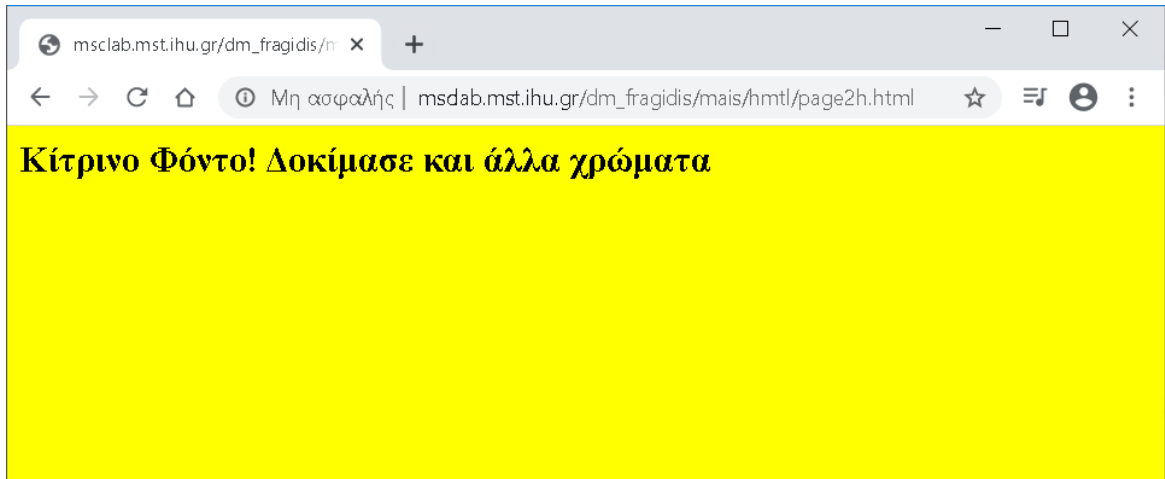 msclab.mst.ihu.gr/dm_fragidis/m
Μη ασφαλής | msclab.mst.ihu.gr/dm_fragidis/mais/hmtl/page2h.html
Κίτρινο Φόντο! Δοκίμασε και άλλα χρώματα